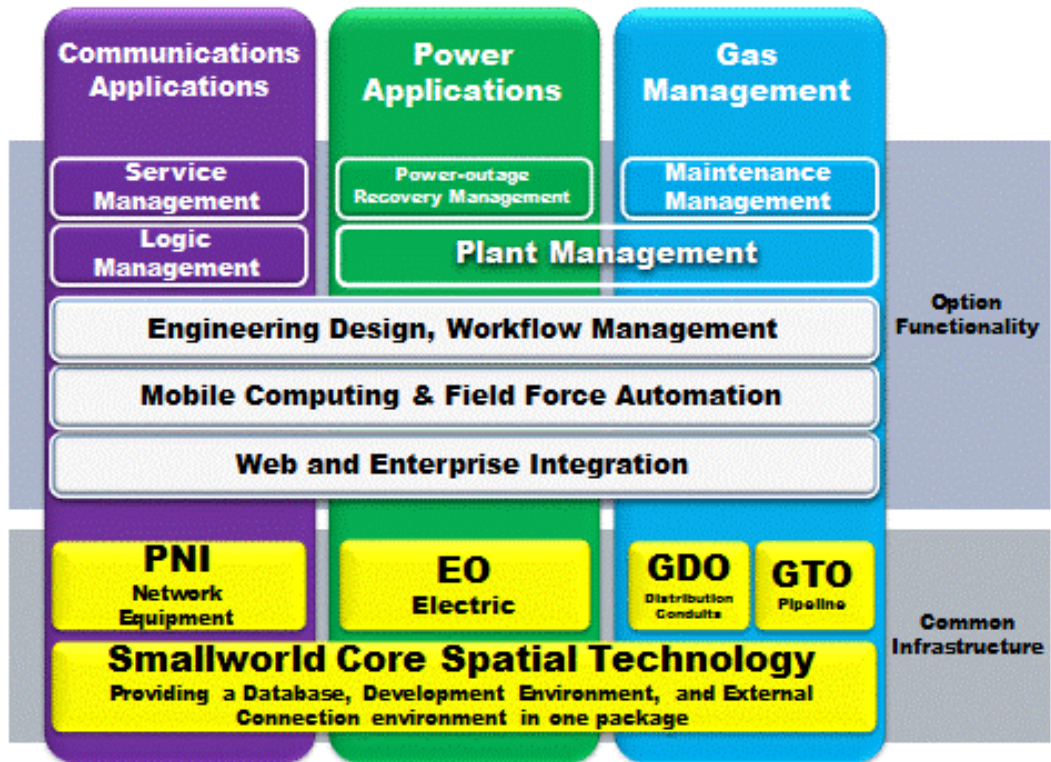 Communications
Applications
Power
Applications
Gas
Management
Service
Management
Power-outage
Recovery Management
Maintenance
Management
Logic
Management
Plant Management
Option
Functionality
Engineering Design, Workflow Management
Mobile Computing & Field Force Automation
Web and Enterprise Integration
PNI
Network
Equipment
EO
Electric
GDO
Distribution
Conduits
GTO
Pipeline
Common
Infrastructure
Smallworld Core Spatial Technology
Providing a Database, Development Environment, and External
Connection environment in one package